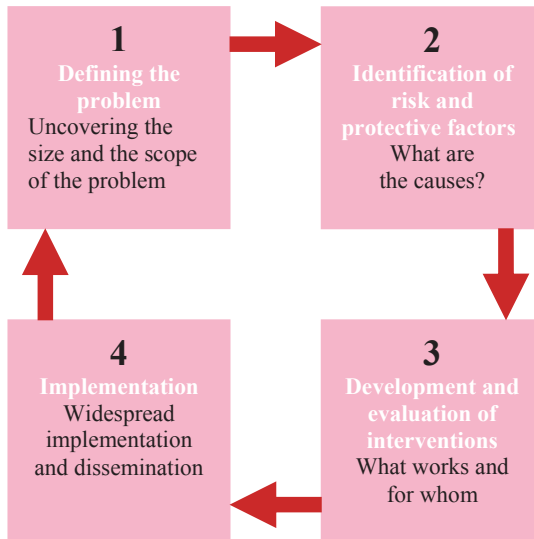 1
Defining the
problem
Uncovering the
size and the scope
of the problem
2
Identification of
risk and
protective factors
What are
the causes?
3
Development and
evaluation of
interventions
What works and
for whom
4
Implementation
Widespread
implementation
and dissemination